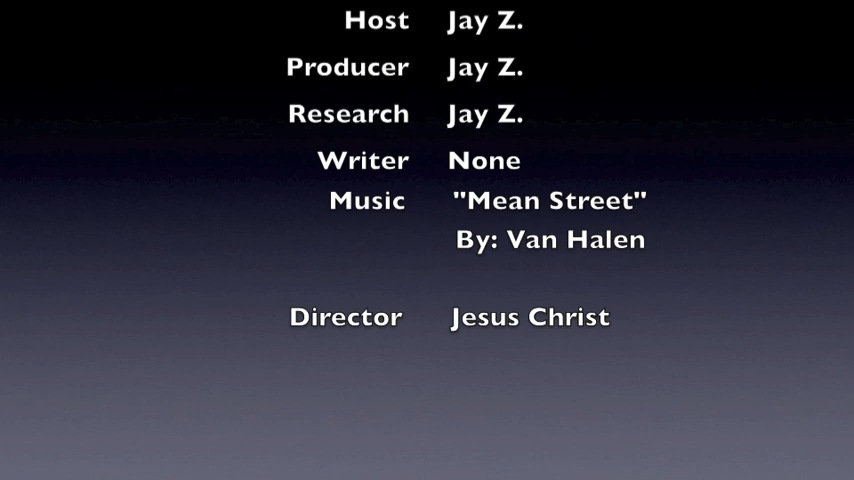 Host Jay Z.
Producer Jay Z.
Research Jay Z.
Writer None
Music "Mean Street"
By: Van Halen
Director Jesus Christ